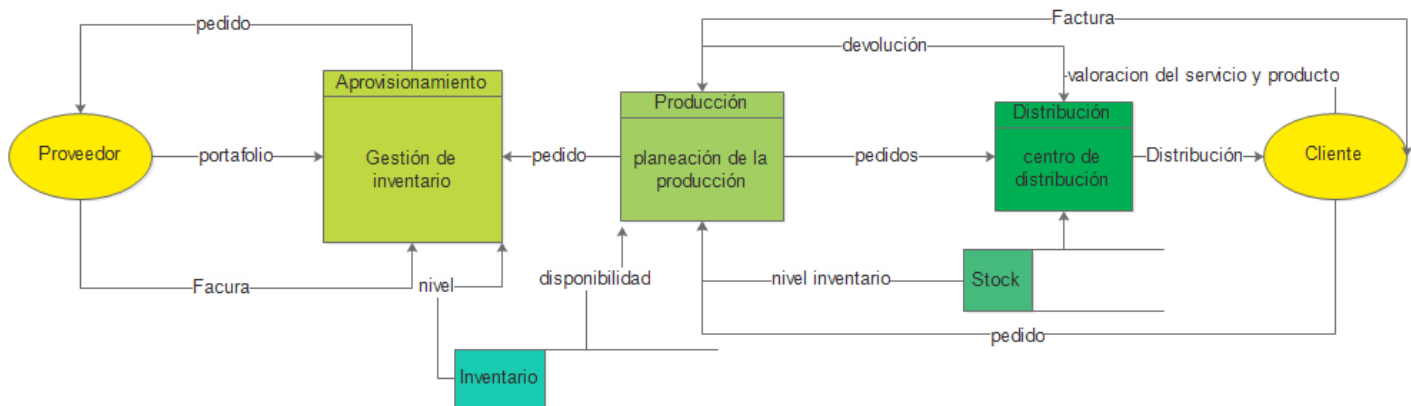 pedido
Factura
devolución
Aprovisionamiento
valoracion del servicio y producto
Producción
Distribución
Proveedor
portafolio
Gestión de
inventario
pedido
planeación de la
producción
pedidos
centro de
distribución
Distribución
Cliente
Facura
nivel
disponibilidad
nivel inventario
Stock
pedido
Inventario